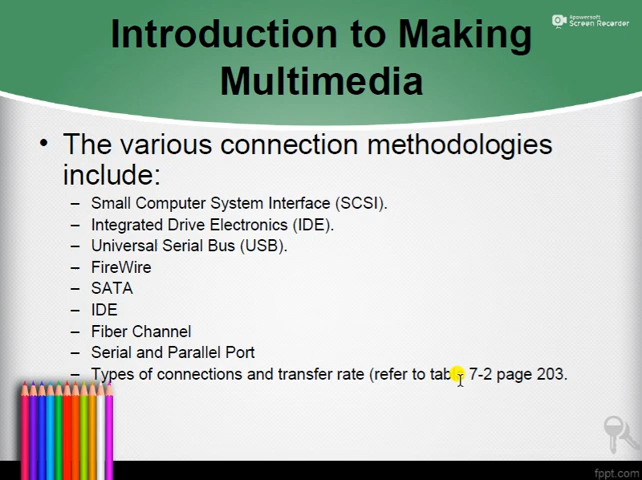 Apowersoft
Screen Recorder
Introduction to Making
Multimedia
• The various connection methodologies
include:
– Small Computer System Interface (SCSI).
– Integrated Drive Electronics (IDE).
– Universal Serial Bus (USB).
– FireWire
– SATA
– IDE
– Fiber Channel
– Serial and Parallel Port
– Types of connections and transfer rate (refer to table 7-2 page 203.
fppt.com